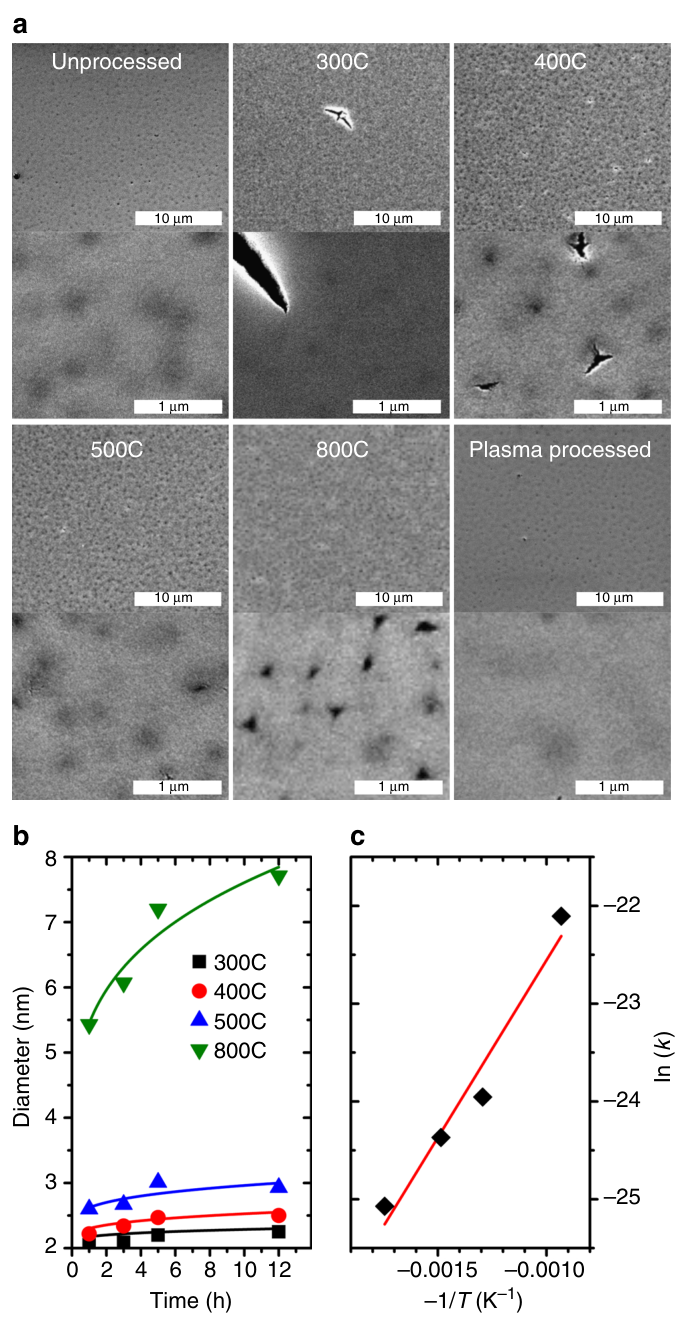 a
Unprocessed
300C
400C
10 µm
10 µm
10 µm
1 µm
1 µm
1 µm
500C
800C
Plasma processed
10 µm
10 µm
10 µm
1 µm
1 µm
1 µm
b
c
8
7
6
5
4
3
2
Diameter (nm)
300C
400C
500C
800C
0 2 4 6 8 10 12
Time (h)
–22
–23
–24
–25
ln (k)
–0.0015 –0.0010
–1/T (K⁻¹)